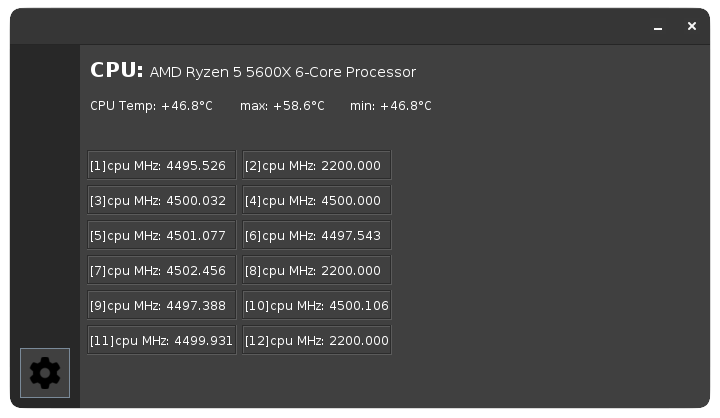 CPU: AMD Ryzen 5 5600X 6-Core Processor
CPU Temp: +46.8°C max: +58.6°C min: +46.8°C
[1]cpu MHz: 4495.526 [2]cpu MHz: 2200.000
[3]cpu MHz: 4500.032 [4]cpu MHz: 4500.000
[5]cpu MHz: 4501.077 [6]cpu MHz: 4497.543
[7]cpu MHz: 4502.456 [8]cpu MHz: 2200.000
[9]cpu MHz: 4497.388 [10]cpu MHz: 4500.106
[11]cpu MHz: 4499.931 [12]cpu MHz: 2200.000